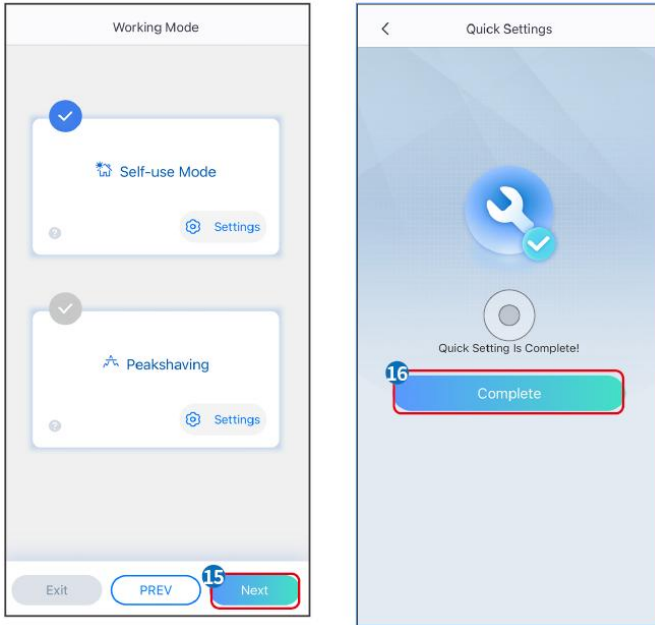 Working Mode
Self-use Mode
? Settings
Peakshaving
? Settings
Exit PREV 15 Next
Quick Settings
Quick Setting Is Complete!
16
Complete